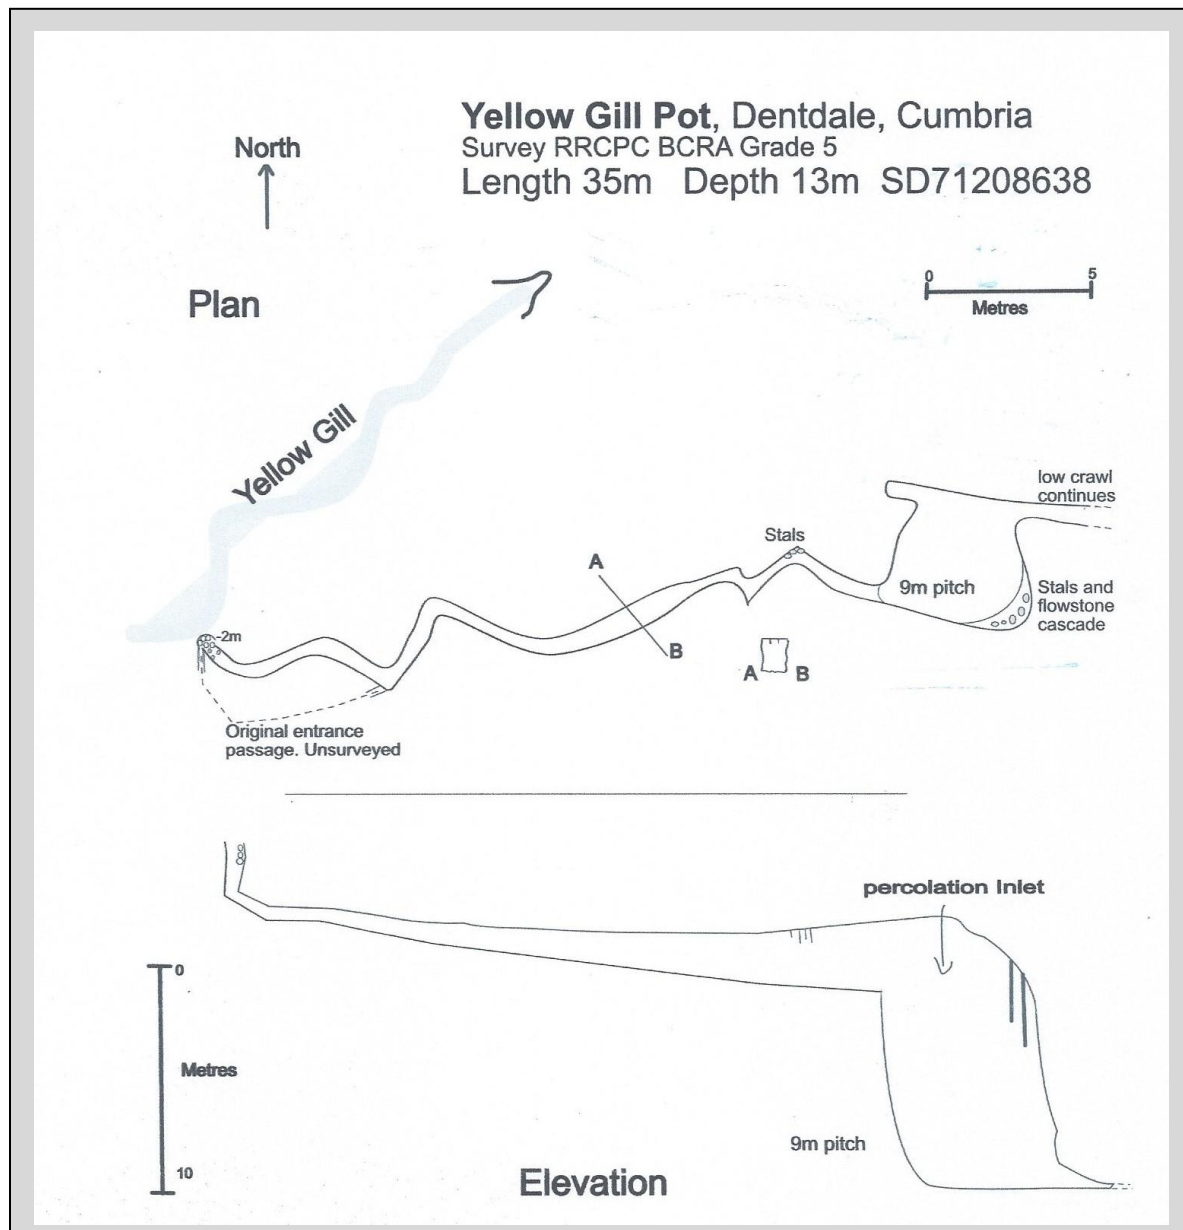 Yellow Gill Pot, Dentdale, Cumbria
Survey RRCPC BCRA Grade 5
Length 35m Depth 13m SD71208638
North
Plan
0
5
Metres
Yellow Gill
low crawl
continues
Stals
A
9m pitch
Stals and
flowstone
cascade
-2m
B
A
B
Original entrance
passage. Unsurveyed
percolation Inlet
0
Metres
10
9m pitch
Elevation